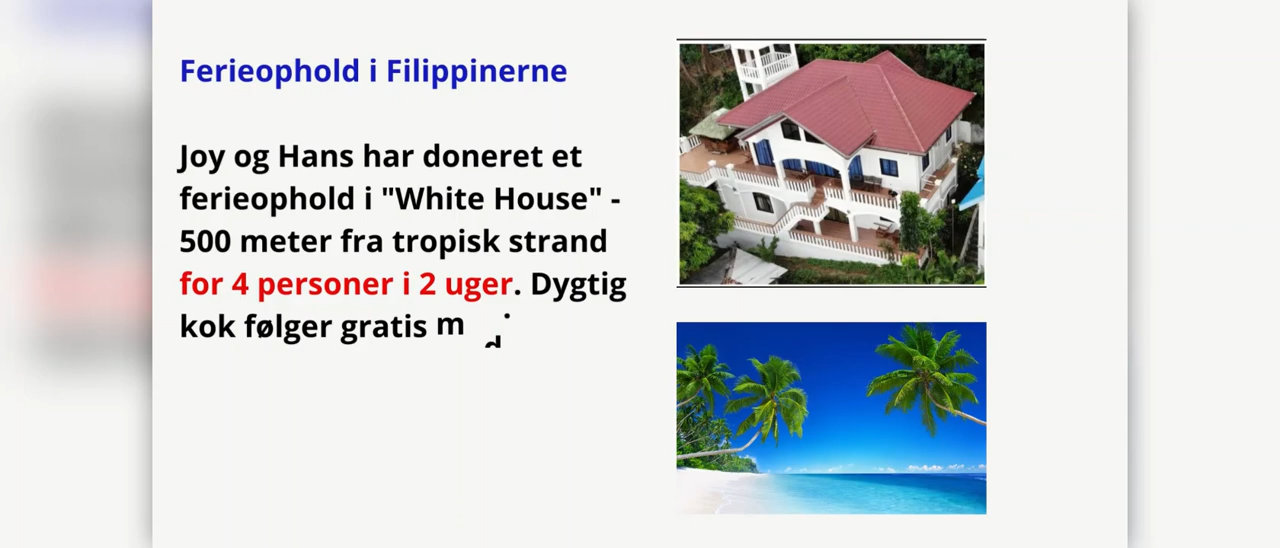 Ferieophold i Filippinerne
Joy og Hans har doneret et
ferieophold i "White House" -
500 meter fra tropisk strand
for 4 personer i 2 uger. Dygtig
kok følger gratis